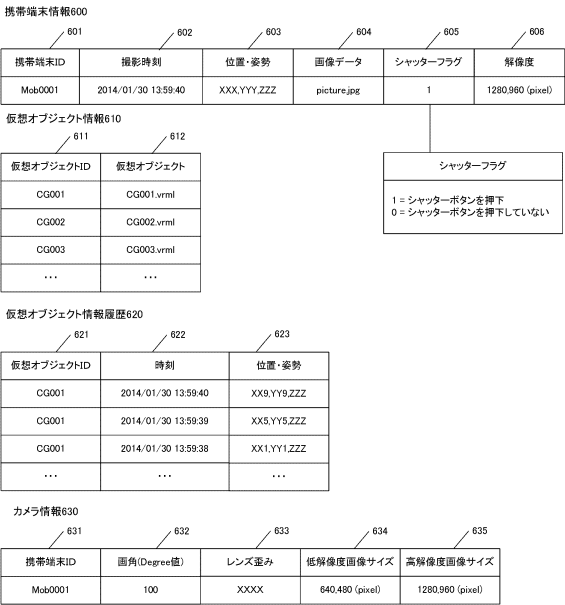 携帯端末情報600
601 602 603 604 605 606
携帯端末ID 撮影時刻 位置・姿勢 画像データ シャッターフラグ 解像度
Mob0001 2014/01/30 13:59:40 XXX,YYY,ZZZ picture.jpg 1 1280,960 (pixel)
仮想オブジェクト情報610
611 612
仮想オブジェクトID 仮想オブジェクト
CG001 CG001.vrml
CG002 CG002.vrml
CG003 CG003.vrml
... ...
シャッターフラグ
1 = シャッターボタンを押下
0 = シャッターボタンを押下していない
仮想オブジェクト情報履歴620
621 622 623
仮想オブジェクトID 時刻 位置・姿勢
CG001 2014/01/30 13:59:40 XX9,YY9,ZZZ
CG001 2014/01/30 13:59:39 XX5,YY5,ZZZ
CG001 2014/01/30 13:59:38 XX1,YY1,ZZZ
... ... ...
カメラ情報630
631 632 633 634 635
携帯端末ID 画角(Degree値) レンズ歪み 低解像度画像サイズ 高解像度画像サイズ
Mob0001 100 XXXX 640,480 (pixel) 1280,960 (pixel)